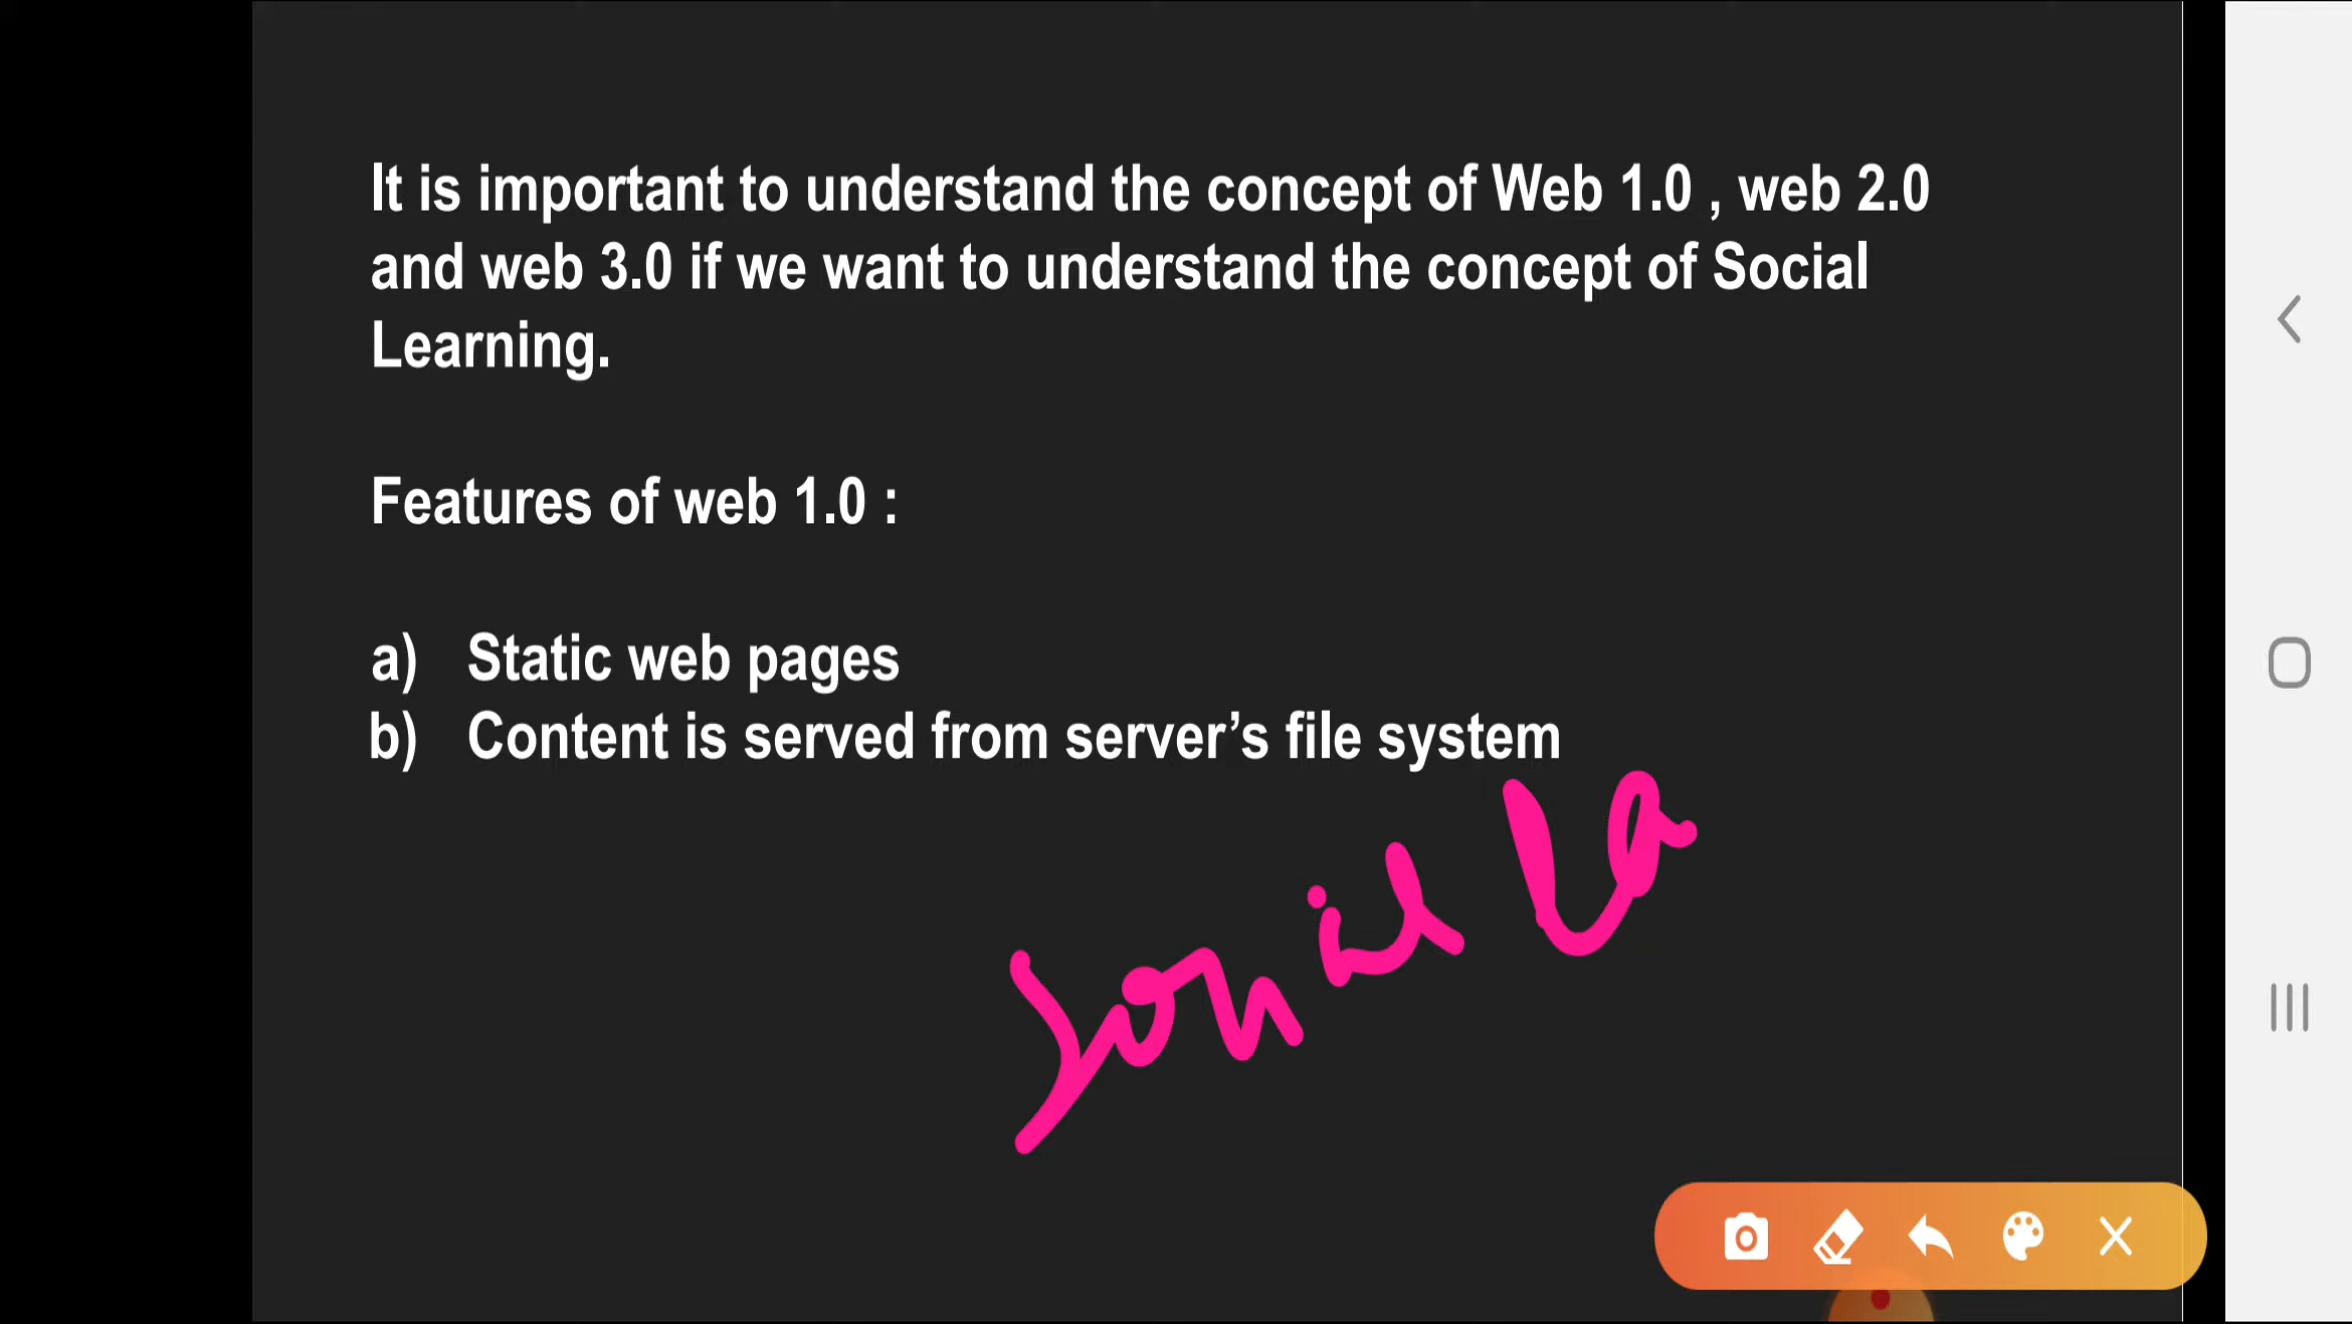 It is important to understand the concept of Web 1.0 , web 2.0
and web 3.0 if we want to understand the concept of Social
Learning.
Features of web 1.0 :
a) Static web pages
b) Content is served from server’s file system